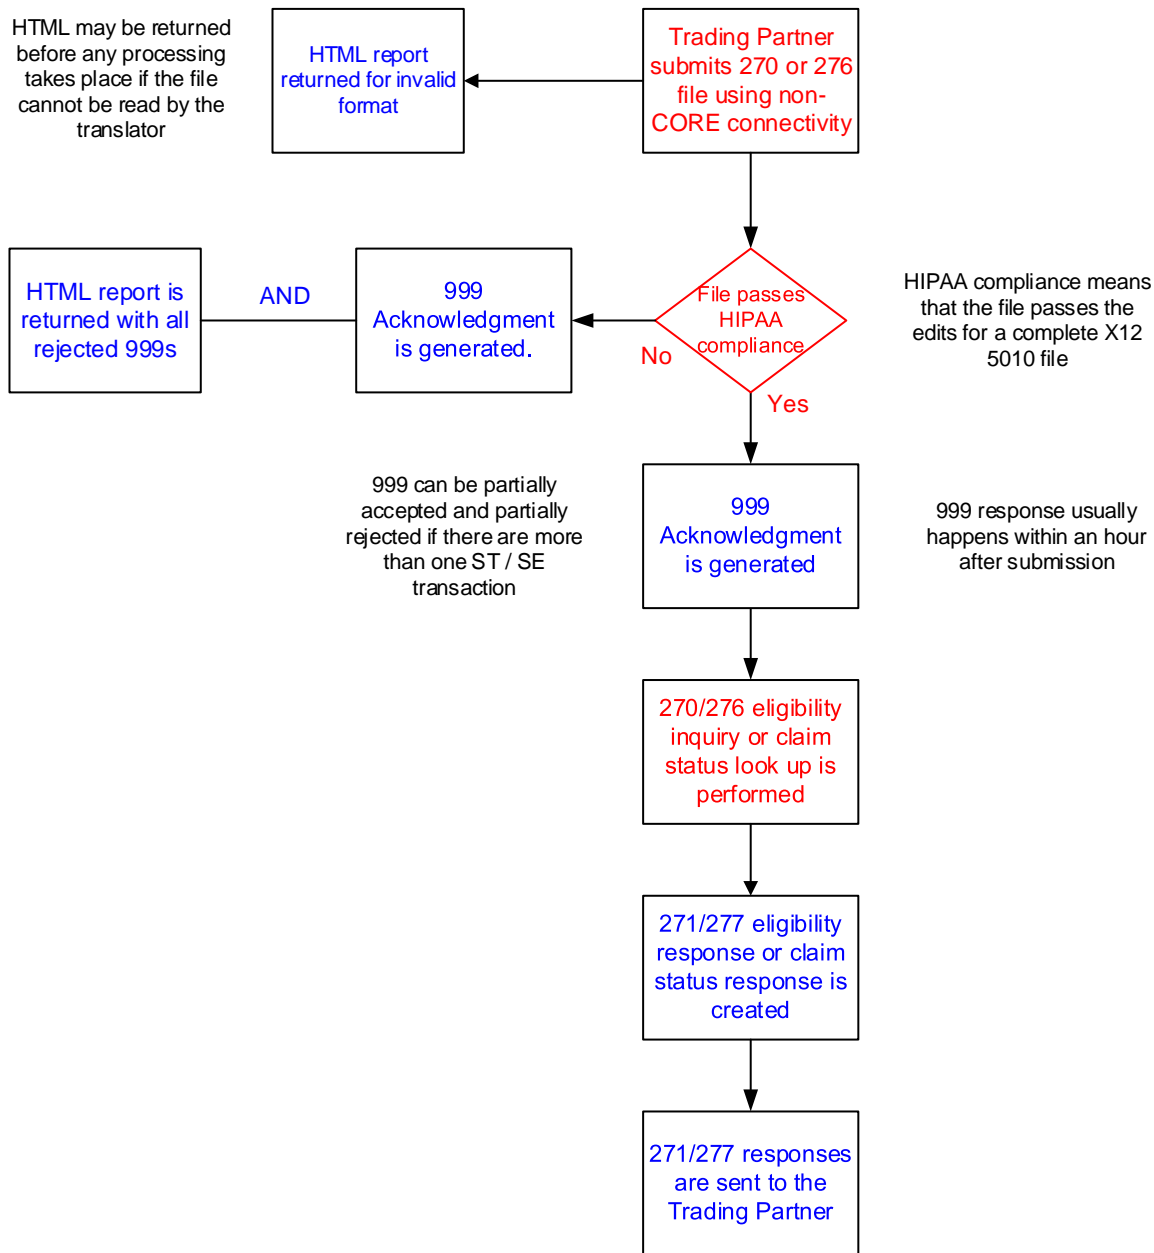 HTML may be returned
before any processing
takes place if the file
cannot be read by the
translator
HTML report
returned for invalid
format
Trading Partner
submits 270 or 276
file using non-
CORE connectivity
HTML report is
returned with all
rejected 999s
AND
999
Acknowledgment
is generated.
No
File passes
HIPAA
compliance
Yes
HIPAA compliance means
that the file passes the
edits for a complete X12
5010 file
999 can be partially
accepted and partially
rejected if there are more
than one ST / SE
transaction
999
Acknowledgment
is generated
999 response usually
happens within an hour
after submission
270/276 eligibility
inquiry or claim
status look up is
performed
271/277 eligibility
response or claim
status response is
created
271/277 responses
are sent to the
Trading Partner